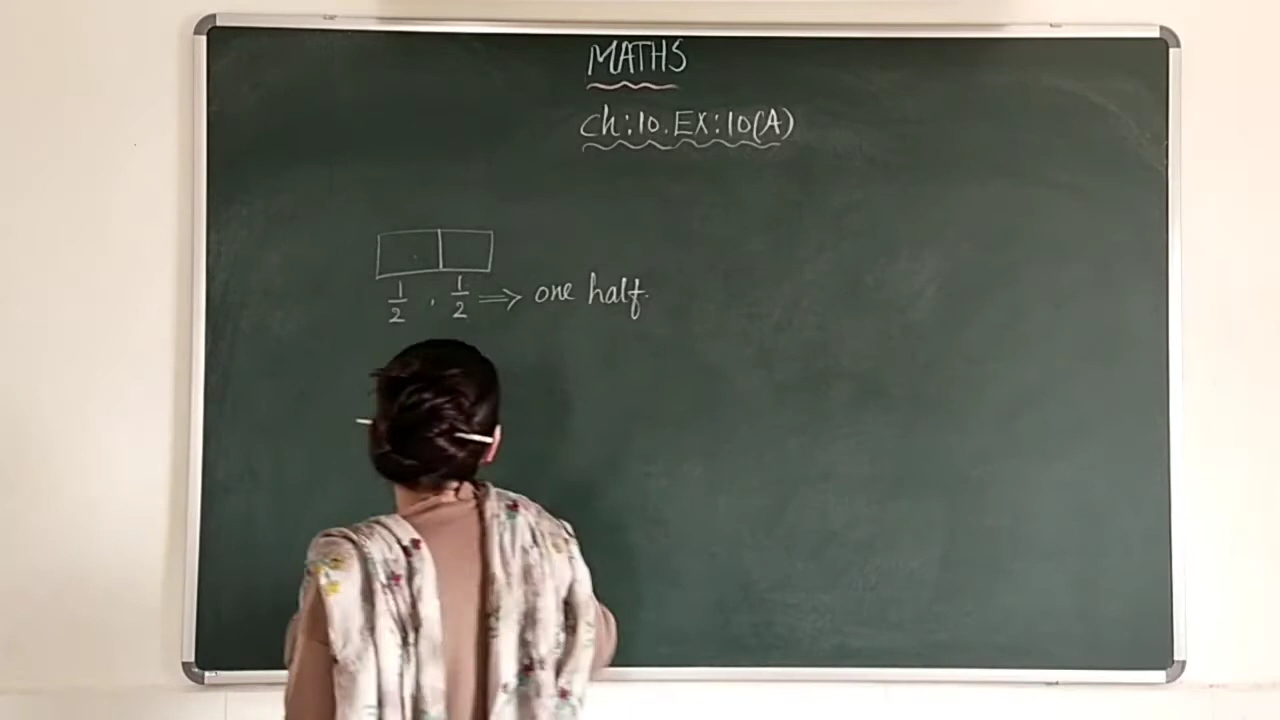 MATHS
Ch:10.EX:10(A)
1/2 , 1/2 ⇒ one half.